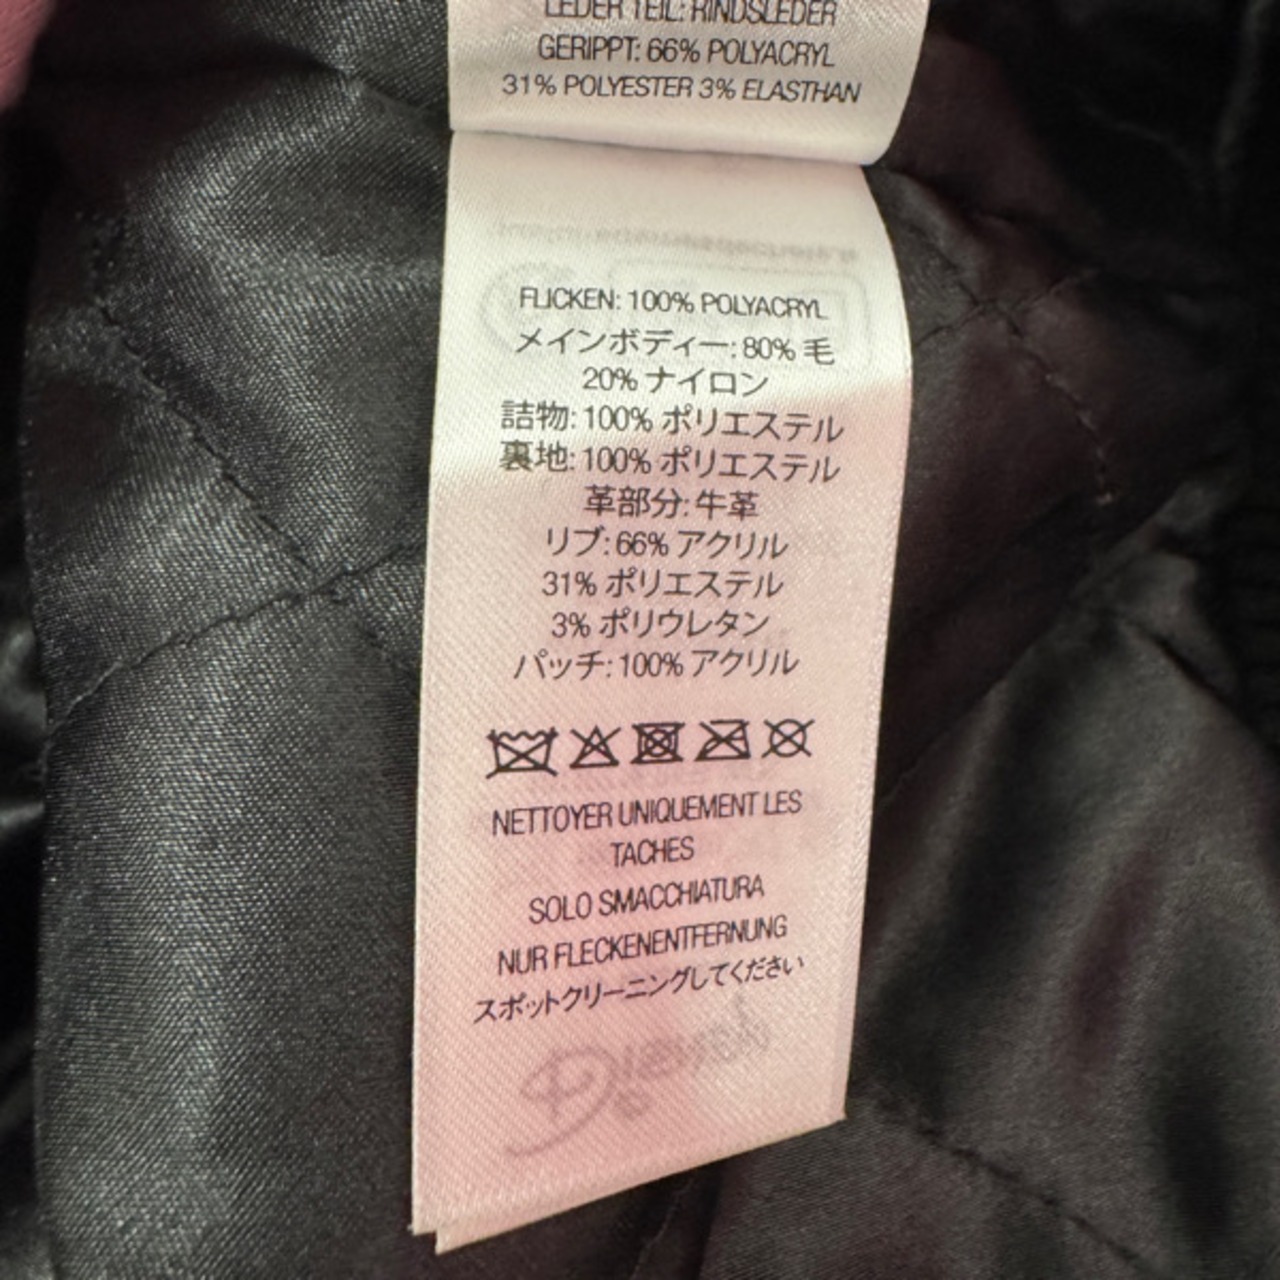 LEDER TEIL: RINDSLEDER
GERIPPT: 66% POLYACRYL
31% POLYESTER 3% ELASTHAN
FLICKEN: 100% POLYACRYL
メインボディー: 80% 毛
20% ナイロン
詰物: 100% ポリエステル
裏地: 100% ポリエステル
革部分: 牛革
リブ: 66% アクリル
31% ポリエステル
3% ポリウレタン
パッチ: 100% アクリル
NETTOYER UNIQUEMENT LES
TACHES
SOLO SMACCHIATURA
NUR FLECKENENTFERNUNG
スポットクリーニングしてください
Disney